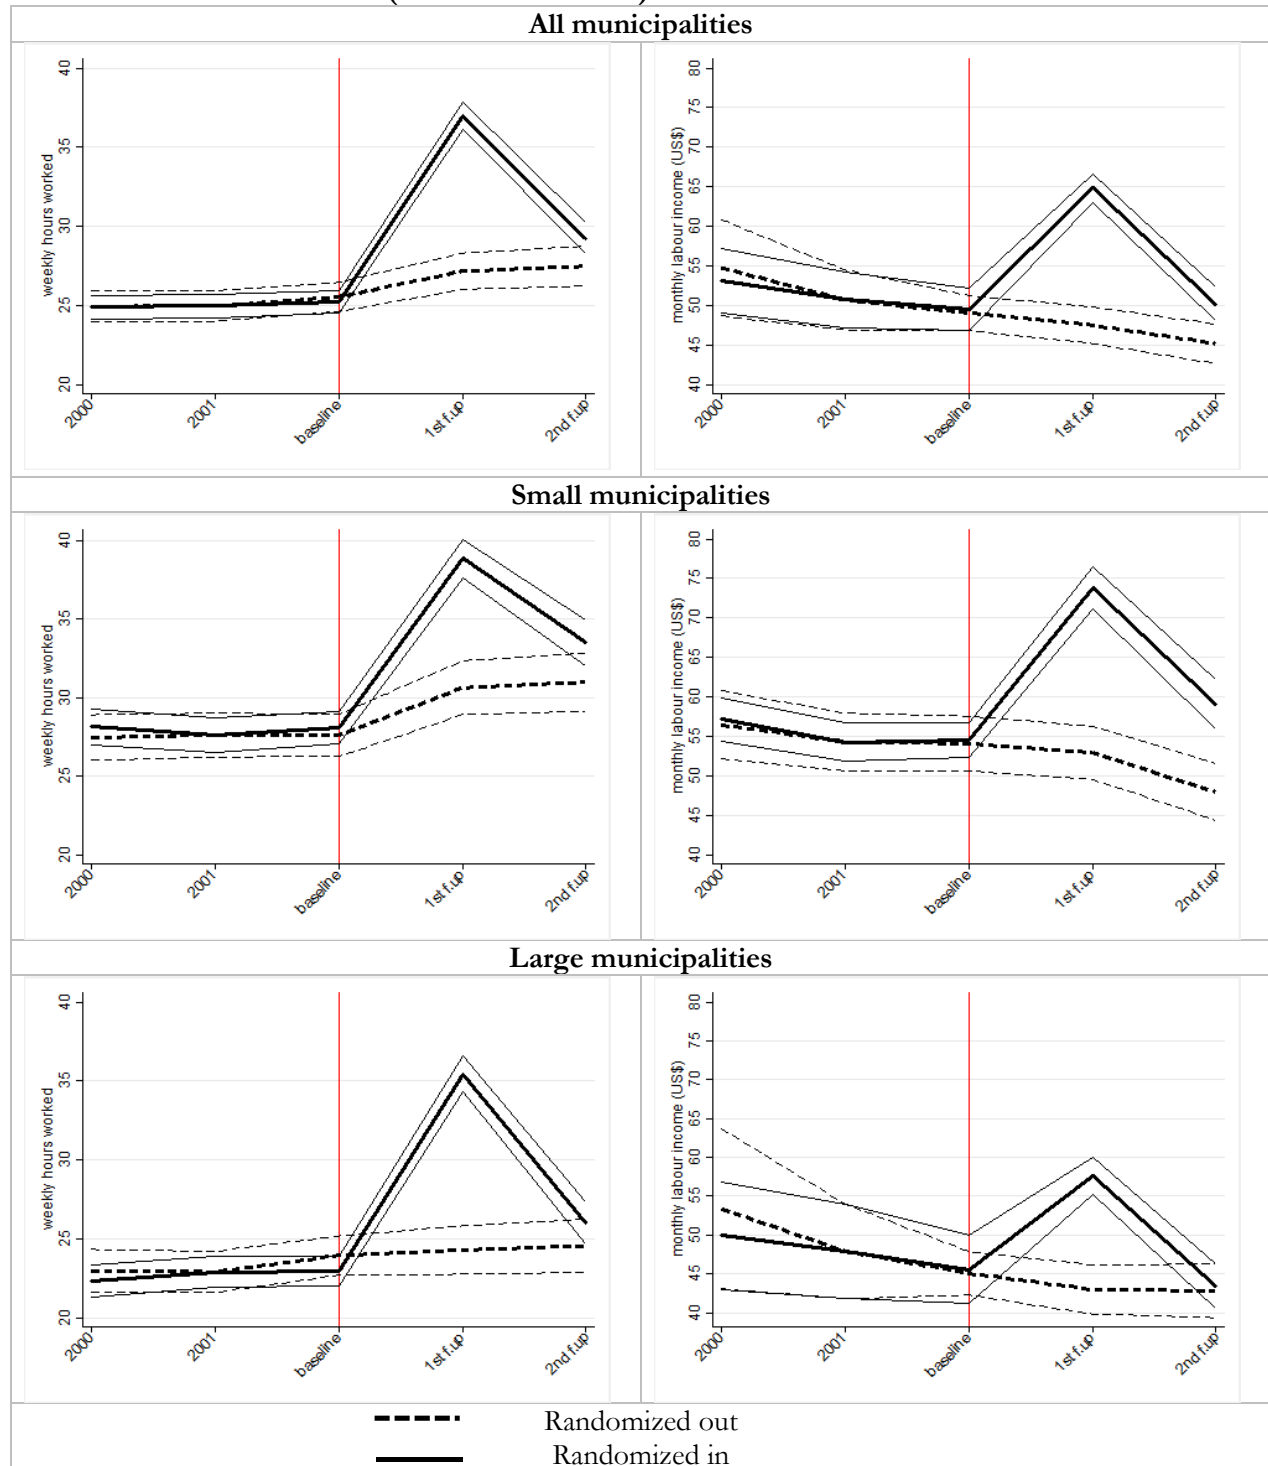 All municipalities
weekly hours worked
40
35
30
25
20
2000
2001
baseline
1st f.up
2nd f.up
monthly labour income (US$)
80
75
70
65
60
55
50
45
40
2000
2001
baseline
1st f.up
2nd f.up
Small municipalities
weekly hours worked
40
35
30
25
20
2000
2001
baseline
1st f.up
2nd f.up
monthly labour income (US$)
80
75
70
65
60
55
50
45
40
2000
2001
baseline
1st f.up
2nd f.up
Large municipalities
weekly hours worked
40
35
30
25
20
2000
2001
baseline
1st f.up
2nd f.up
monthly labour income (US$)
80
75
70
65
60
55
50
45
40
2000
2001
baseline
1st f.up
2nd f.up
Randomized out
Randomized in